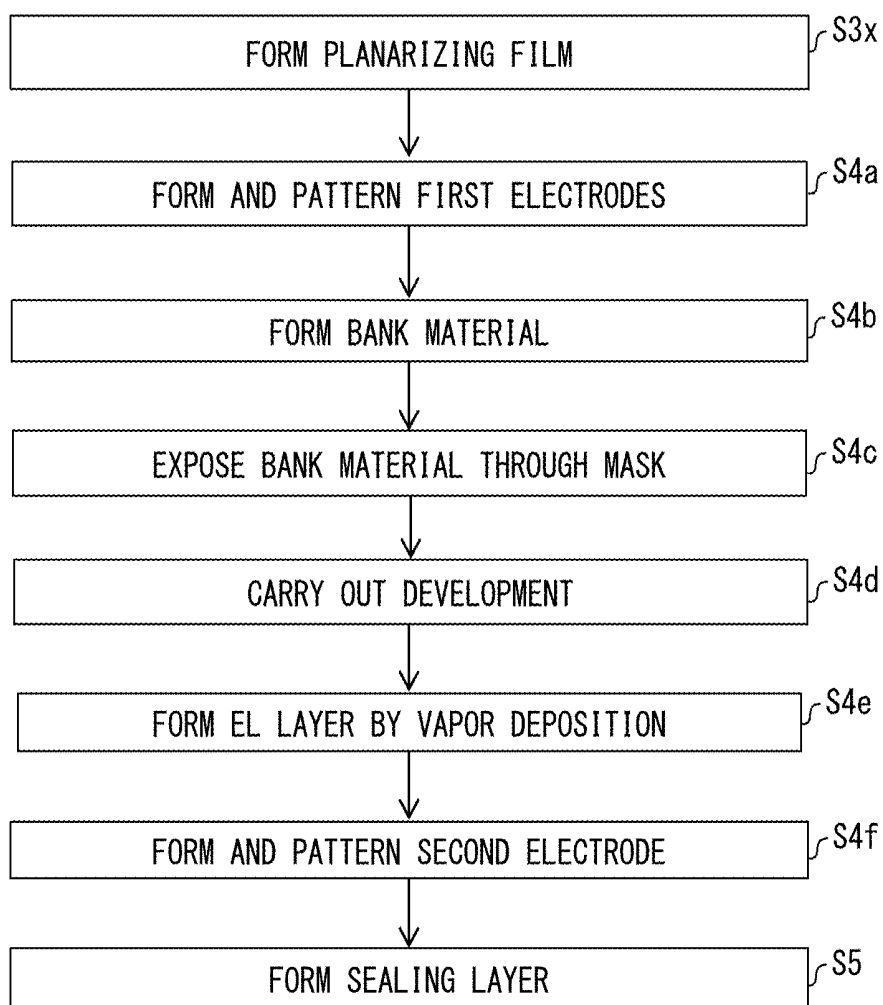 S3x
FORM PLANARIZING FILM
S4a
FORM AND PATTERN FIRST ELECTRODES
S4b
FORM BANK MATERIAL
S4c
EXPOSE BANK MATERIAL THROUGH MASK
S4d
CARRY OUT DEVELOPMENT
S4e
FORM EL LAYER BY VAPOR DEPOSITION
S4f
FORM AND PATTERN SECOND ELECTRODE
S5
FORM SEALING LAYER